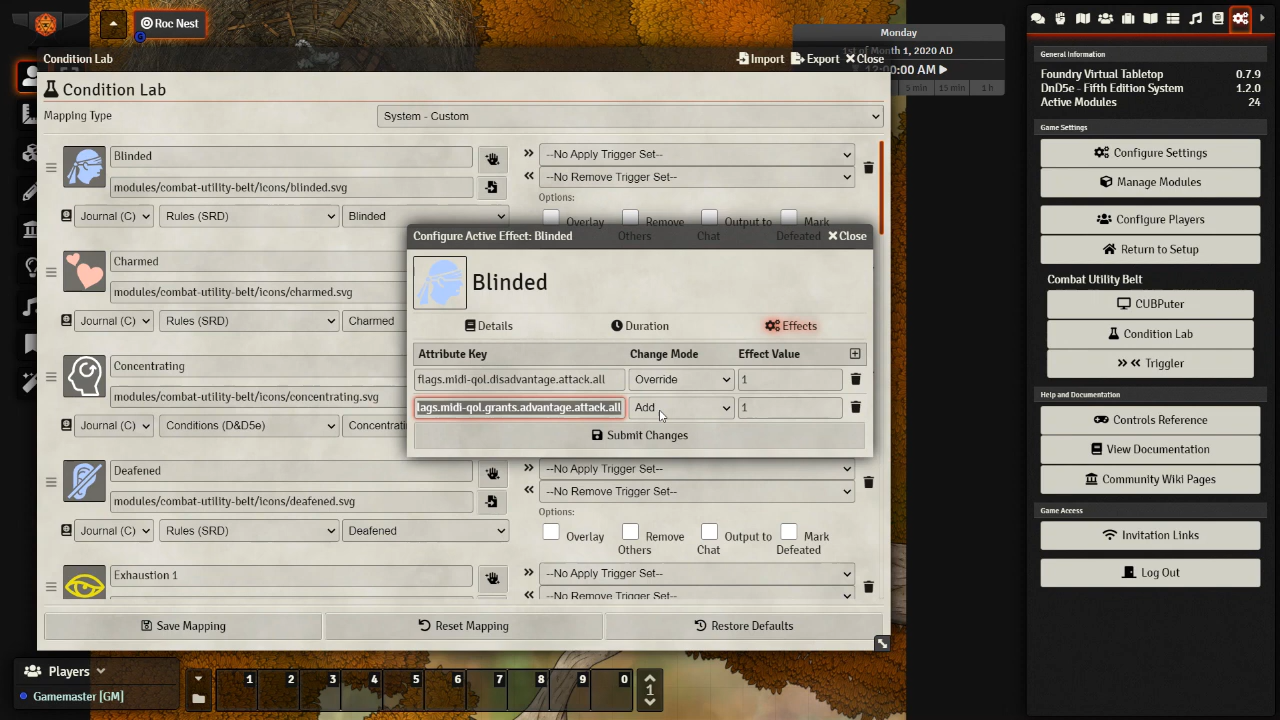 Roc Nest
G
Monday
1st of Month 1, 2020 AD
12:00:00 AM
5 min 15 min 1 h
Condition Lab
Import Export Close
Condition Lab
Mapping Type
System - Custom
Blinded
modules/combat-utility-belt/icons/blinded.svg
Journal (C) Rules (SRD) Blinded
--No Apply Trigger Set--
--No Remove Trigger Set--
Options:
Overlay Remove Others Output to Chat Mark Defeated
Charmed
modules/combat-utility-belt/icons/charmed.svg
Journal (C) Rules (SRD) Charmed
Concentrating
modules/combat-utility-belt/icons/concentrating.svg
Journal (C) Conditions (D&D5e) Concentrati
Deafened
modules/combat-utility-belt/icons/deafened.svg
Journal (C) Rules (SRD) Deafened
--No Apply Trigger Set--
--No Remove Trigger Set--
Options:
Overlay Remove Others Output to Chat Mark Defeated
Exhaustion 1
--No Apply Trigger Set--
--No Remove Trigger Set--
Save Mapping Reset Mapping Restore Defaults
Configure Active Effect: Blinded
Close
Blinded
Details Duration Effects
Attribute Key Change Mode Effect Value
flags.midi-qol.disadvantage.attack.all Override 1
lags.midi-qol.grants.advantage.attack.all Add 1
Submit Changes
Players
Gamemaster [GM]
1 2 3 4 5 6 7 8 9 0
1
General Information
Foundry Virtual Tabletop 0.7.9
DnD5e - Fifth Edition System 1.2.0
Active Modules 24
Game Settings
Configure Settings
Manage Modules
Configure Players
Return to Setup
Combat Utility Belt
CUBPuter
Condition Lab
Triggler
Help and Documentation
Controls Reference
View Documentation
Community Wiki Pages
Game Access
Invitation Links
Log Out